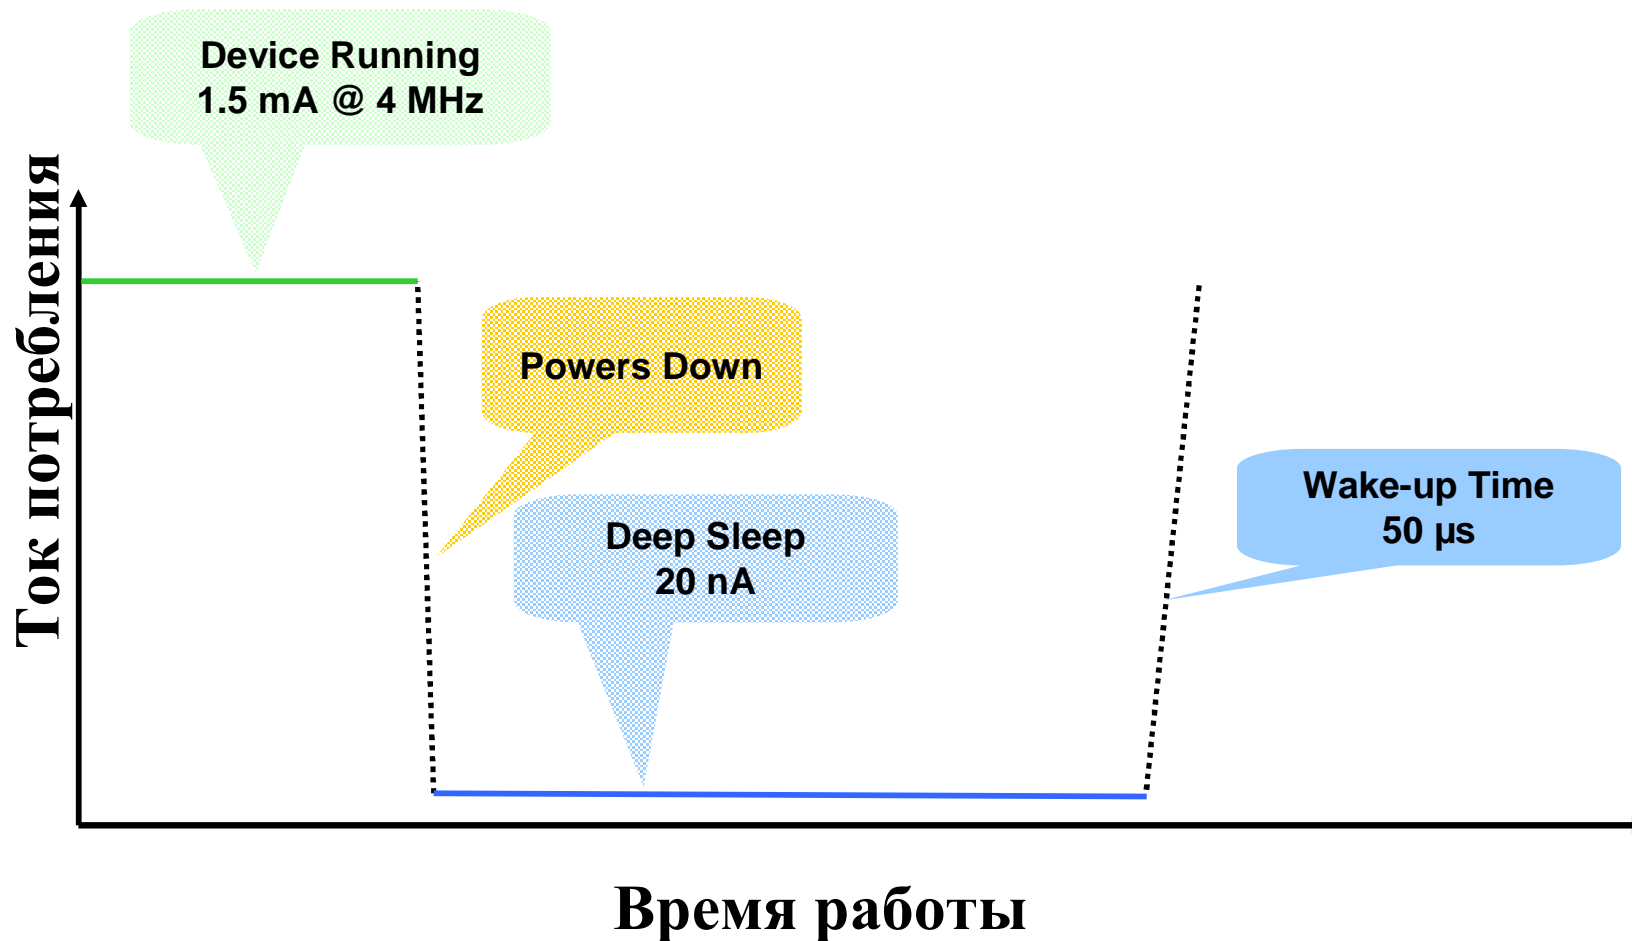 Device Running
1.5 mA @ 4 MHz
Ток потребления
Powers Down
Deep Sleep
20 nA
Wake-up Time
50 µs
Время работы